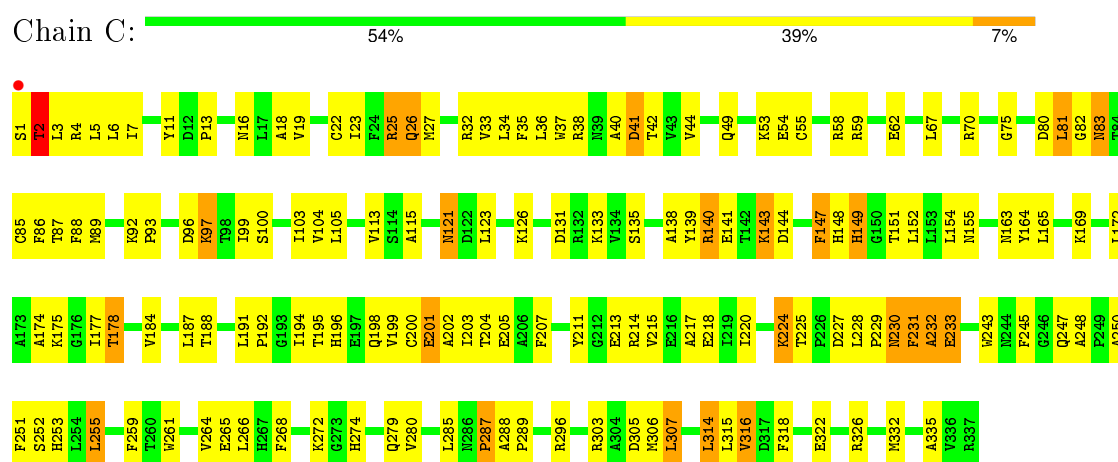 Chain C:
54% 39% 7%
S1 T2 L3 R4 L5 L6 I7 Y11 D12 P13 N16 L17 A18 V19 C22 I23 F24 R25 Q26 M27 R32 V33 L34 F35 L36 W37 R38 N39 A40 D41 T42 V43 V44 Q49 K53 E54 C55 R58 R59 E62 L67 R70 G75 D80 L81 G82 N83 T84
C85 F86 T87 F88 M89 K92 P93 D96 K97 T98 I99 S100 I103 V104 L105 V113 S114 A115 N121 D122 L123 K126 D131 R132 K133 V134 S135 A138 Y139 R140 E141 T142 K143 D144 F147 H148 H149 G150 T151 L152 L153 L154 N155 N163 Y164 L165 K169 L172
A173 A174 K175 G176 I177 T178 V184 L187 T188 L191 P192 G193 I194 T195 H196 E197 Q198 V199 C200 E201 A202 I203 T204 E205 A206 F207 Y211 G212 E213 R214 V215 E216 A217 E218 I219 I220 K224 T225 P226 D227 L228 P229 N230 F231 A232 E233 W243 N244 F245 G246 Q247 A248 P249 A250
F251 S252 H253 L254 L255 F259 T260 W261 V264 E265 L266 H267 F268 K272 G273 H274 Q279 V280 L285 N286 P287 A288 P289 R296 R303 A304 D305 M306 L307 L314 L315 V316 D317 F318 E322 R326 M332 A335 V336 R337